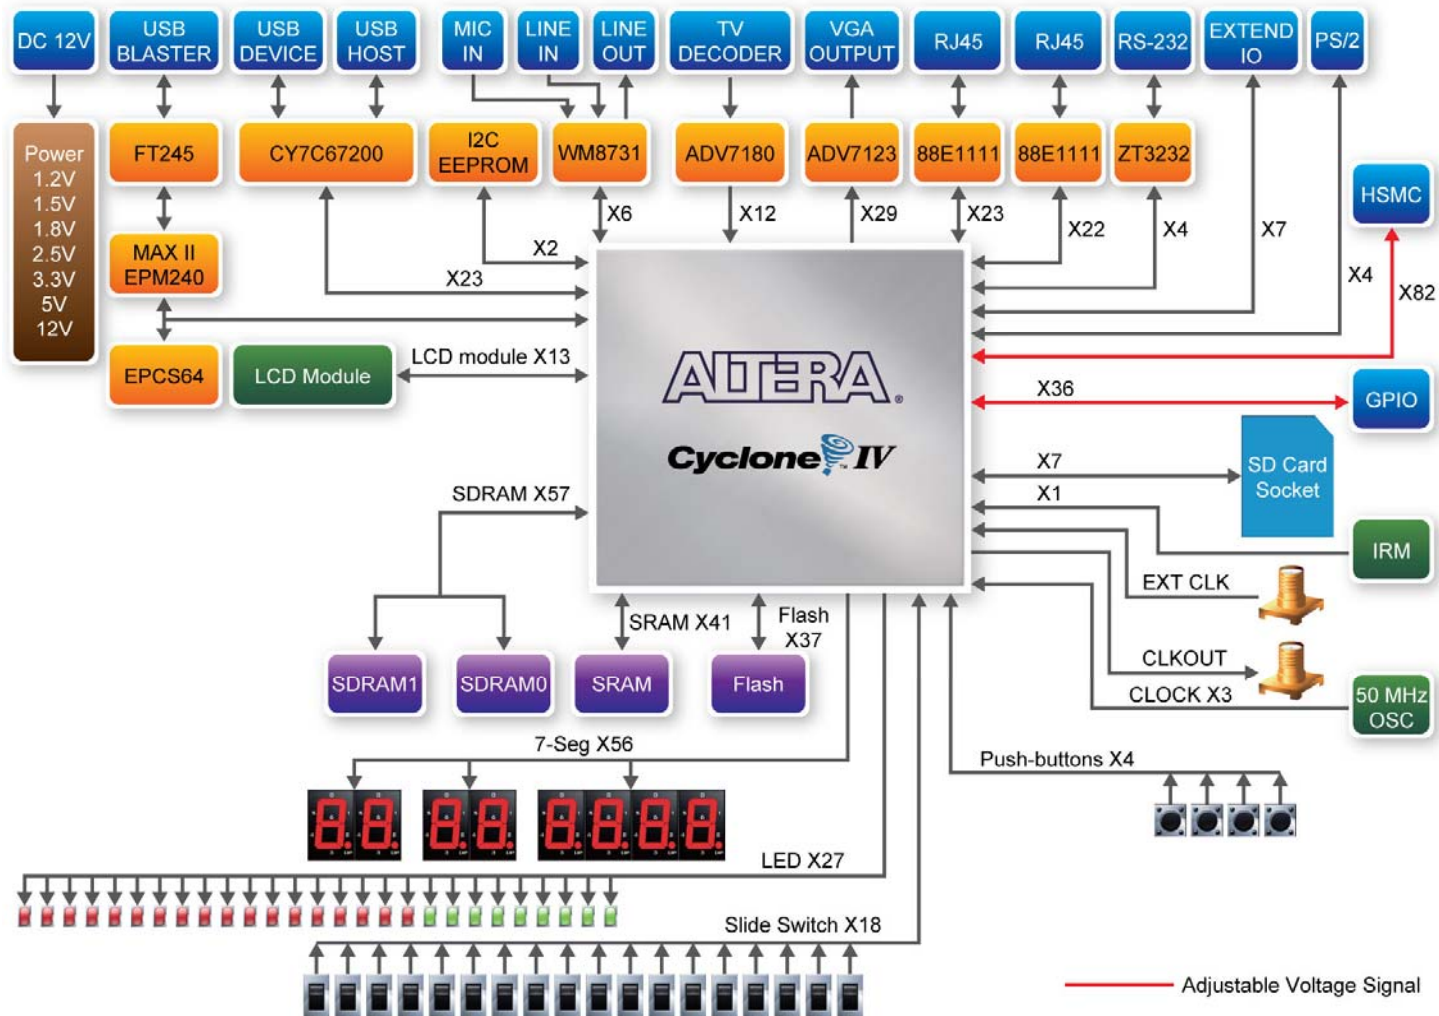 DC 12V
USB
BLASTER
USB
DEVICE
USB
HOST
MIC
IN
LINE
IN
LINE
OUT
TV
DECODER
VGA
OUTPUT
RJ45
RJ45
RS-232
EXTEND
IO
PS/2
Power
1.2V
1.5V
1.8V
2.5V
3.3V
5V
12V
FT245
CY7C67200
I2C
EEPROM
WM8731
ADV7180
ADV7123
88E1111
88E1111
ZT3232
HSMC
X6
X12
X29
X23
X22
X4
X7
X4
X82
X2
X23
MAX II
EPM240
EPCS64
LCD Module
LCD module X13
ALTERA®
Cyclone™ IV
X36
GPIO
X7
SD Card
Socket
X1
IRM
EXT CLK
CLKOUT
CLOCK X3
50 MHz
OSC
SDRAM X57
SRAM X41
Flash
X37
SDRAM1
SDRAM0
SRAM
Flash
7-Seg X56
Push-buttons X4
LED X27
Slide Switch X18
Adjustable Voltage Signal